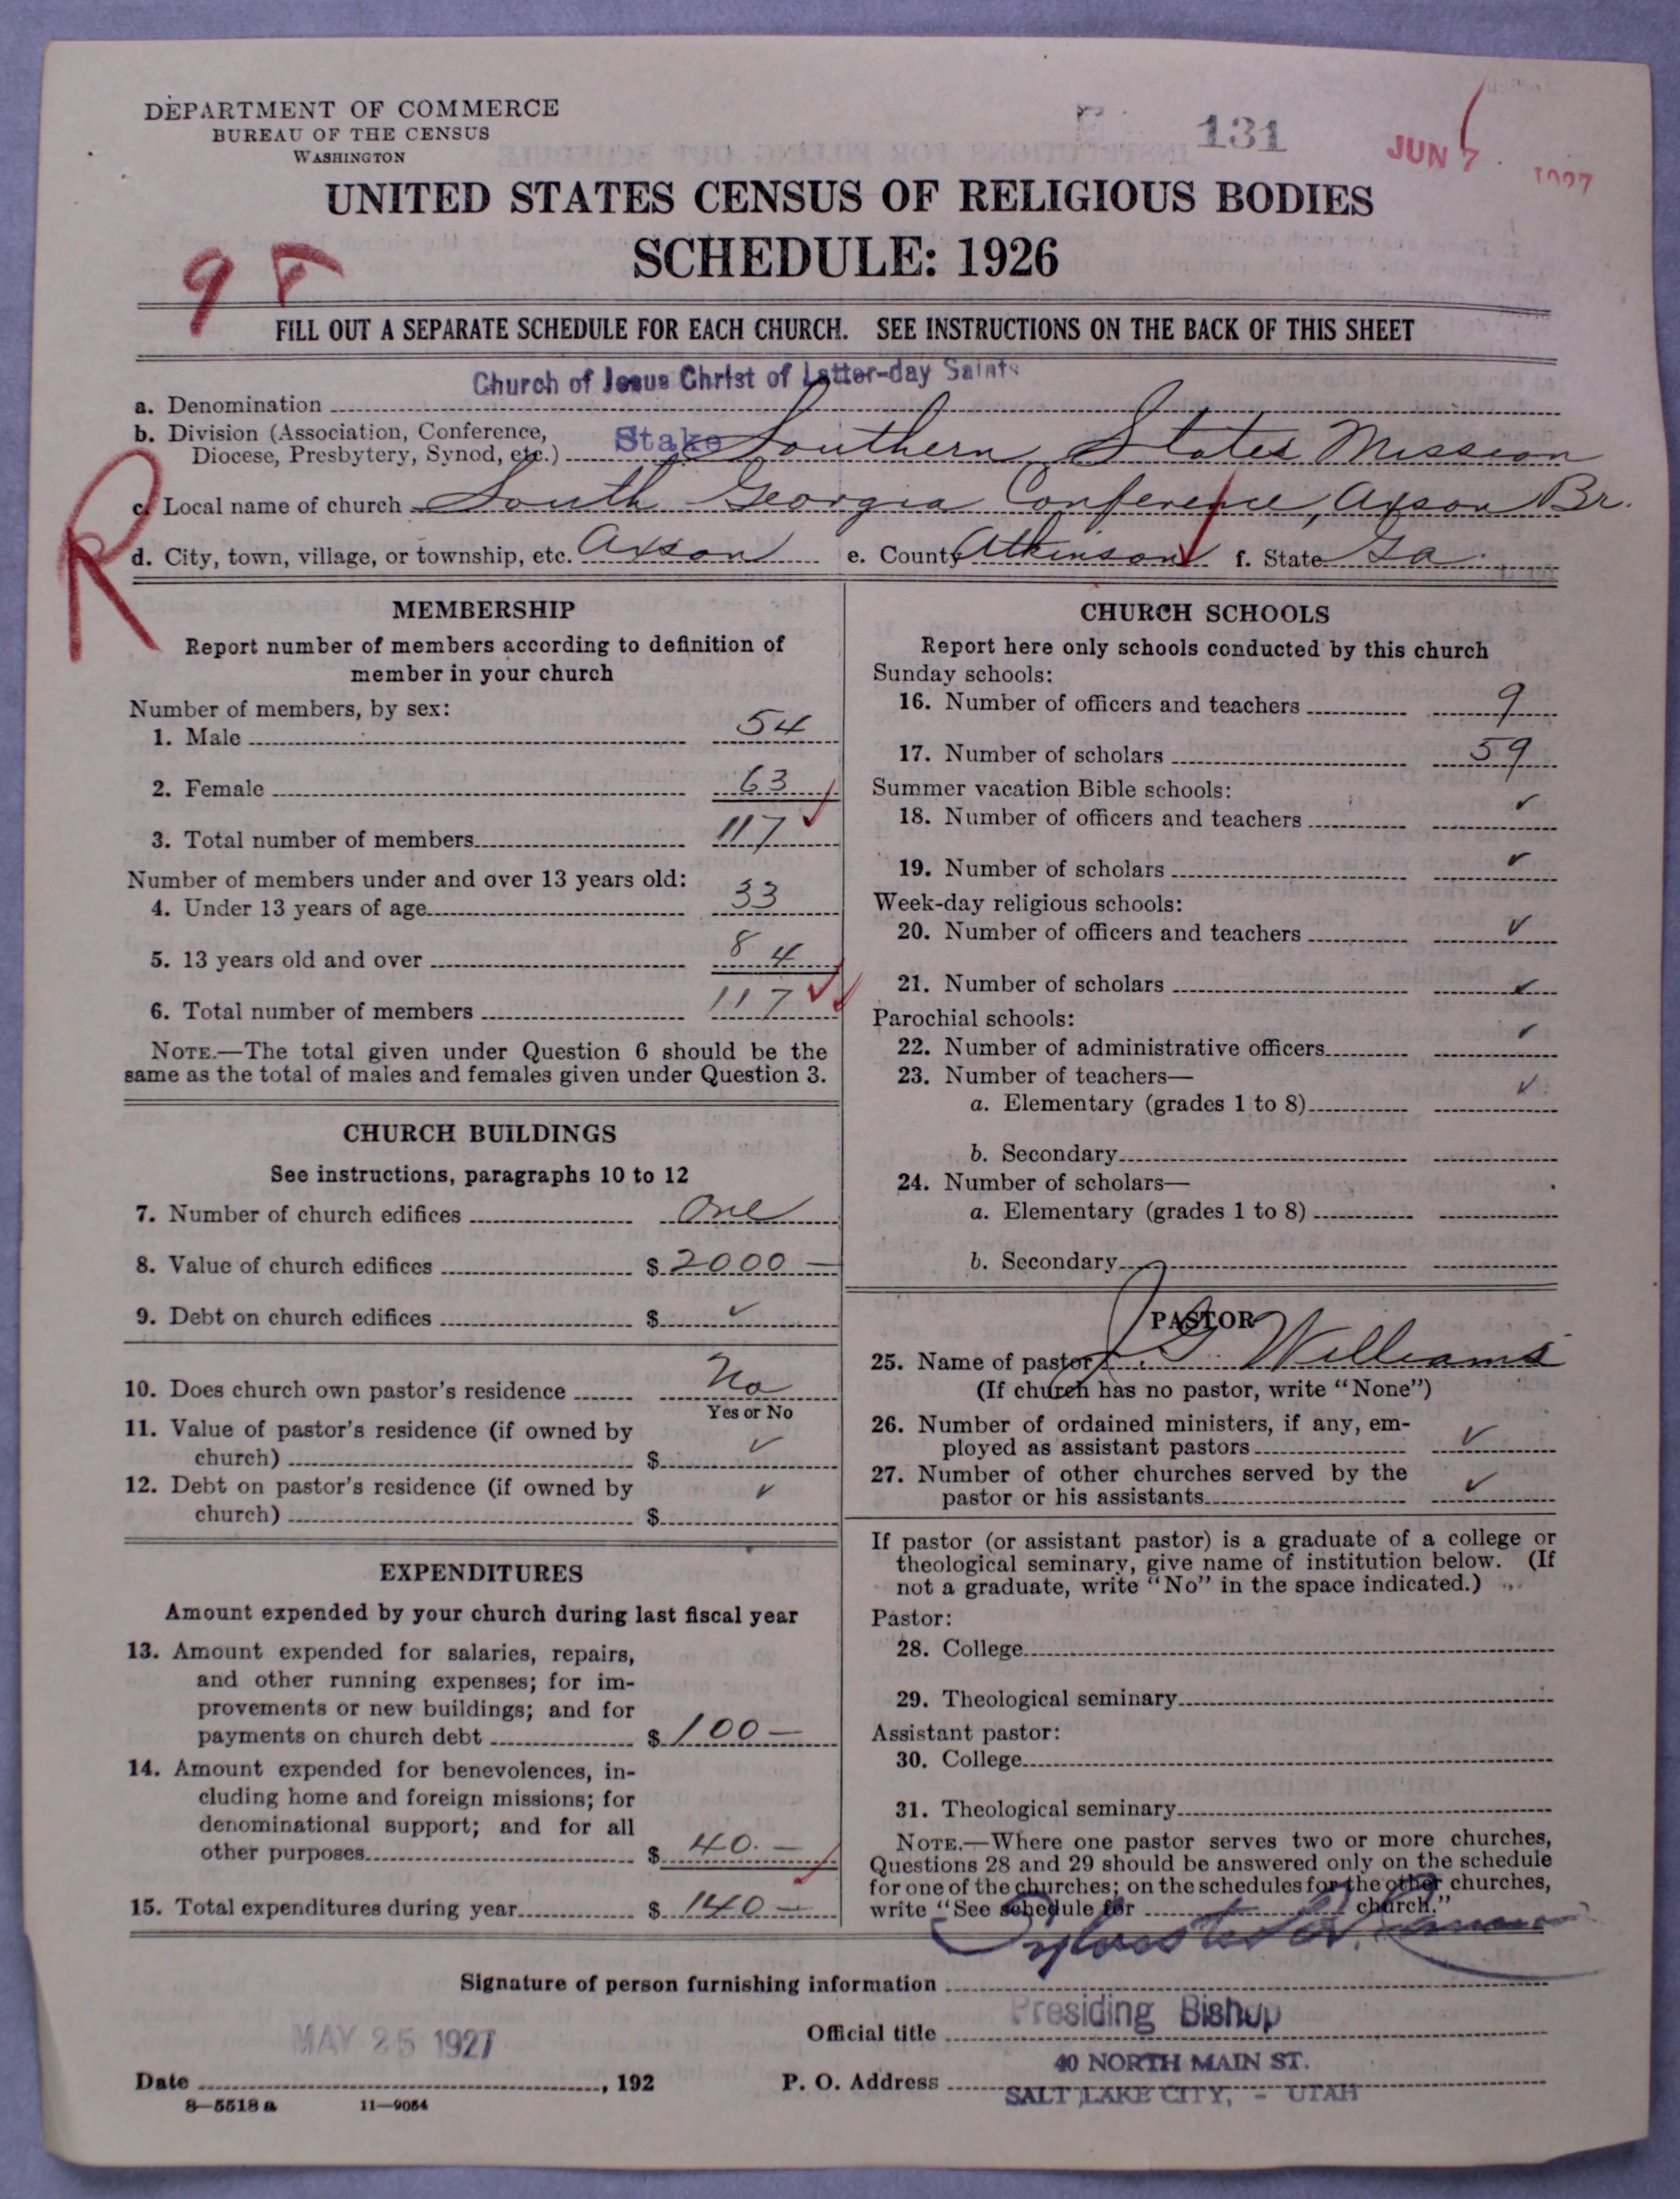 DEPARTMENT OF COMMERCE
BUREAU OF THE CENSUS
WASHINGTON
131
JUN 7 1927
UNITED STATES CENSUS OF RELIGIOUS BODIES
SCHEDULE: 1926
9
FILL OUT A SEPARATE SCHEDULE FOR EACH CHURCH. SEE INSTRUCTIONS ON THE BACK OF THIS SHEET
a. Denomination Church of Jesus Christ of Latter-day Saints
b. Division (Association, Conference,
Diocese, Presbytery, Synod, etc.) Stake Southern States Mission
R
c. Local name of church South Georgia Conference, Axson Br.
d. City, town, village, or township, etc. Axson e. County Atkinson f. State Ga.
MEMBERSHIP
Report number of members according to definition of
member in your church
Number of members, by sex:
1. Male 54
2. Female 63
3. Total number of members 117
Number of members under and over 13 years old:
4. Under 13 years of age 33
5. 13 years old and over 84
6. Total number of members 117
NOTE.—The total given under Question 6 should be the
same as the total of males and females given under Question 3.
CHURCH BUILDINGS
See instructions, paragraphs 10 to 12
7. Number of church edifices One
8. Value of church edifices $ 2000 —
9. Debt on church edifices $ ✓
10. Does church own pastor's residence No
Yes or No
11. Value of pastor's residence (if owned by
church) $ ✓
12. Debt on pastor's residence (if owned by
church) $ ✓
EXPENDITURES
Amount expended by your church during last fiscal year
13. Amount expended for salaries, repairs,
and other running expenses; for im-
provements or new buildings; and for
payments on church debt $ 100 —
14. Amount expended for benevolences, in-
cluding home and foreign missions; for
denominational support; and for all
other purposes $ 40. —
15. Total expenditures during year $ 140 —
CHURCH SCHOOLS
Report here only schools conducted by this church
Sunday schools:
16. Number of officers and teachers 9
17. Number of scholars 59
Summer vacation Bible schools:
18. Number of officers and teachers ✓
19. Number of scholars ✓
Week-day religious schools:
20. Number of officers and teachers ✓
21. Number of scholars ✓
Parochial schools:
22. Number of administrative officers ✓
23. Number of teachers—
a. Elementary (grades 1 to 8) ✓
b. Secondary
24. Number of scholars—
a. Elementary (grades 1 to 8)
b. Secondary
PASTOR
25. Name of pastor J. G. Williams
(If church has no pastor, write "None")
26. Number of ordained ministers, if any, em-
ployed as assistant pastors ✓
27. Number of other churches served by the
pastor or his assistants ✓
If pastor (or assistant pastor) is a graduate of a college or
theological seminary, give name of institution below. (If
not a graduate, write "No" in the space indicated.)
Pastor:
28. College
29. Theological seminary
Assistant pastor:
30. College
31. Theological seminary
NOTE.—Where one pastor serves two or more churches,
Questions 28 and 29 should be answered only on the schedule
for one of the churches; on the schedules for the other churches,
write "See schedule for church."
Signature of person furnishing information Sylvester Q. Cannon
Official title Presiding Bishop
MAY 25 1927
Date , 192
P. O. Address 40 NORTH MAIN ST.
SALT LAKE CITY, - UTAH
8—5518 a 11—9054